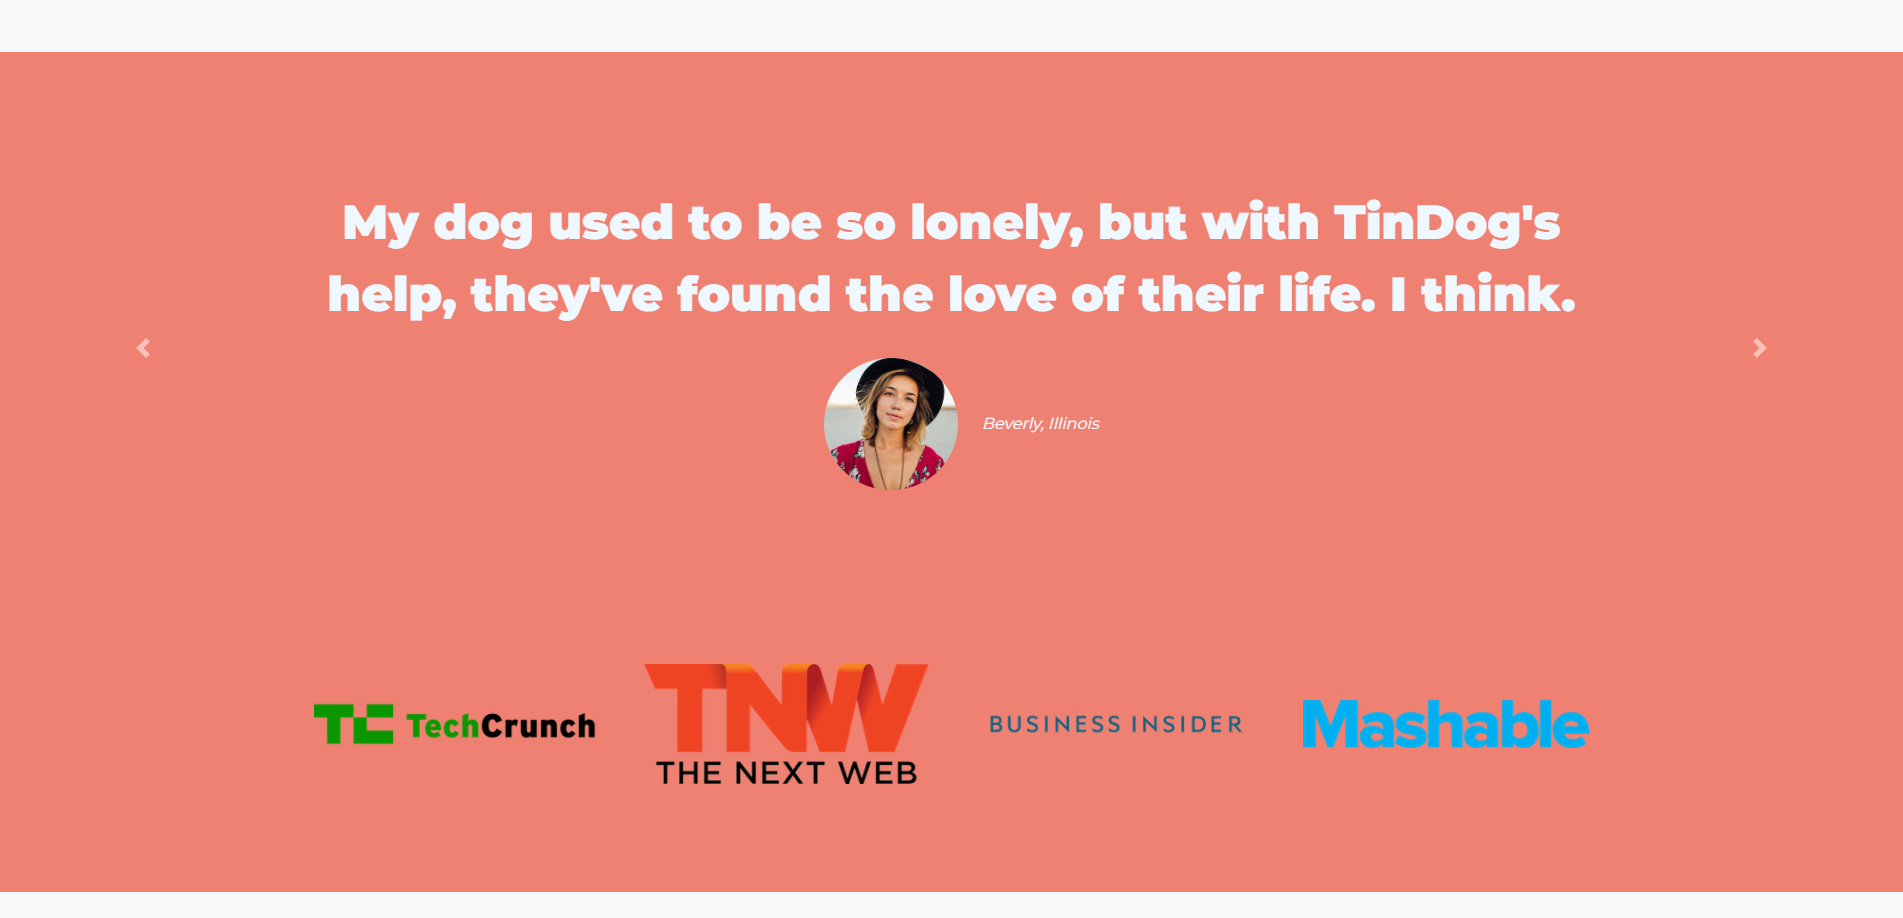 My dog used to be so lonely, but with TinDog's
help, they've found the love of their life. I think.
Beverly, Illinois
TC TechCrunch
TNW
THE NEXT WEB
BUSINESS INSIDER
Mashable